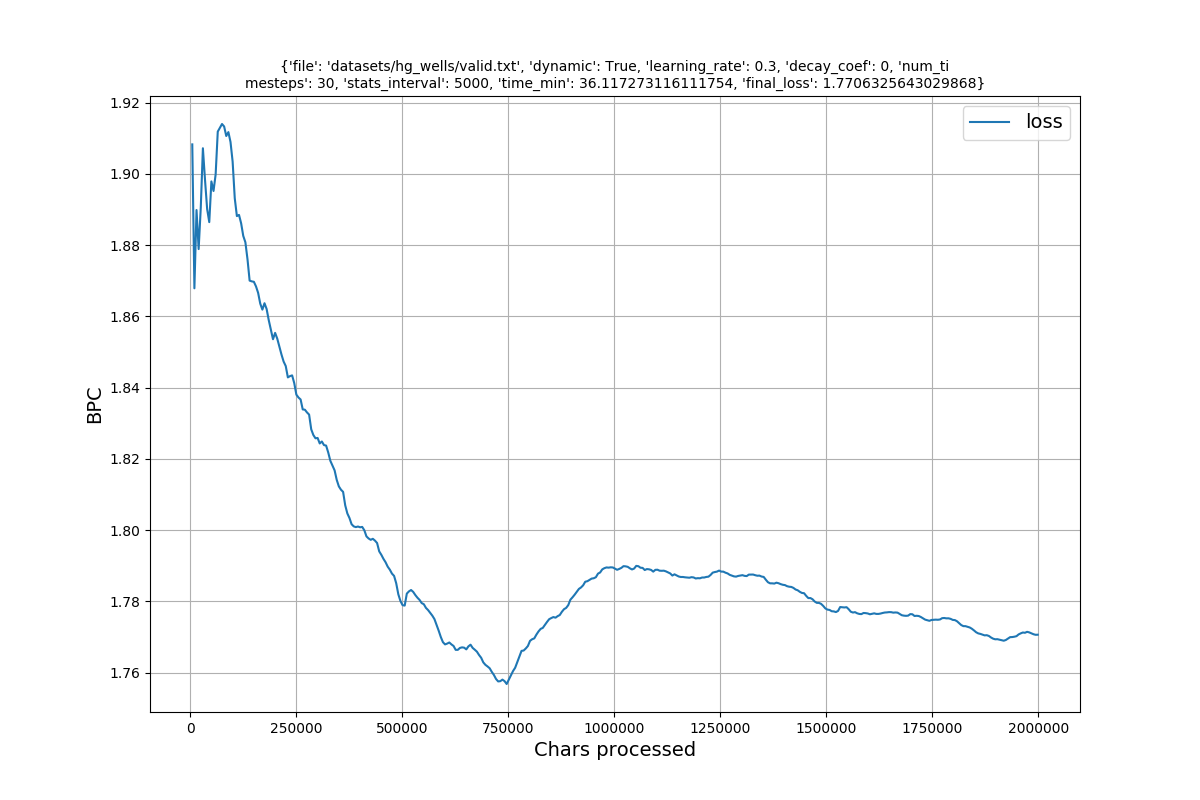 {'file': 'datasets/hg_wells/valid.txt', 'dynamic': True, 'learning_rate': 0.3, 'decay_coef': 0, 'num_ti
mesteps': 30, 'stats_interval': 5000, 'time_min': 36.117273116111754, 'final_loss': 1.7706325643029868}
loss
1.92
1.90
1.88
1.86
1.84
1.82
1.80
1.78
1.76
BPC
0 250000 500000 750000 1000000 1250000 1500000 1750000 2000000
Chars processed